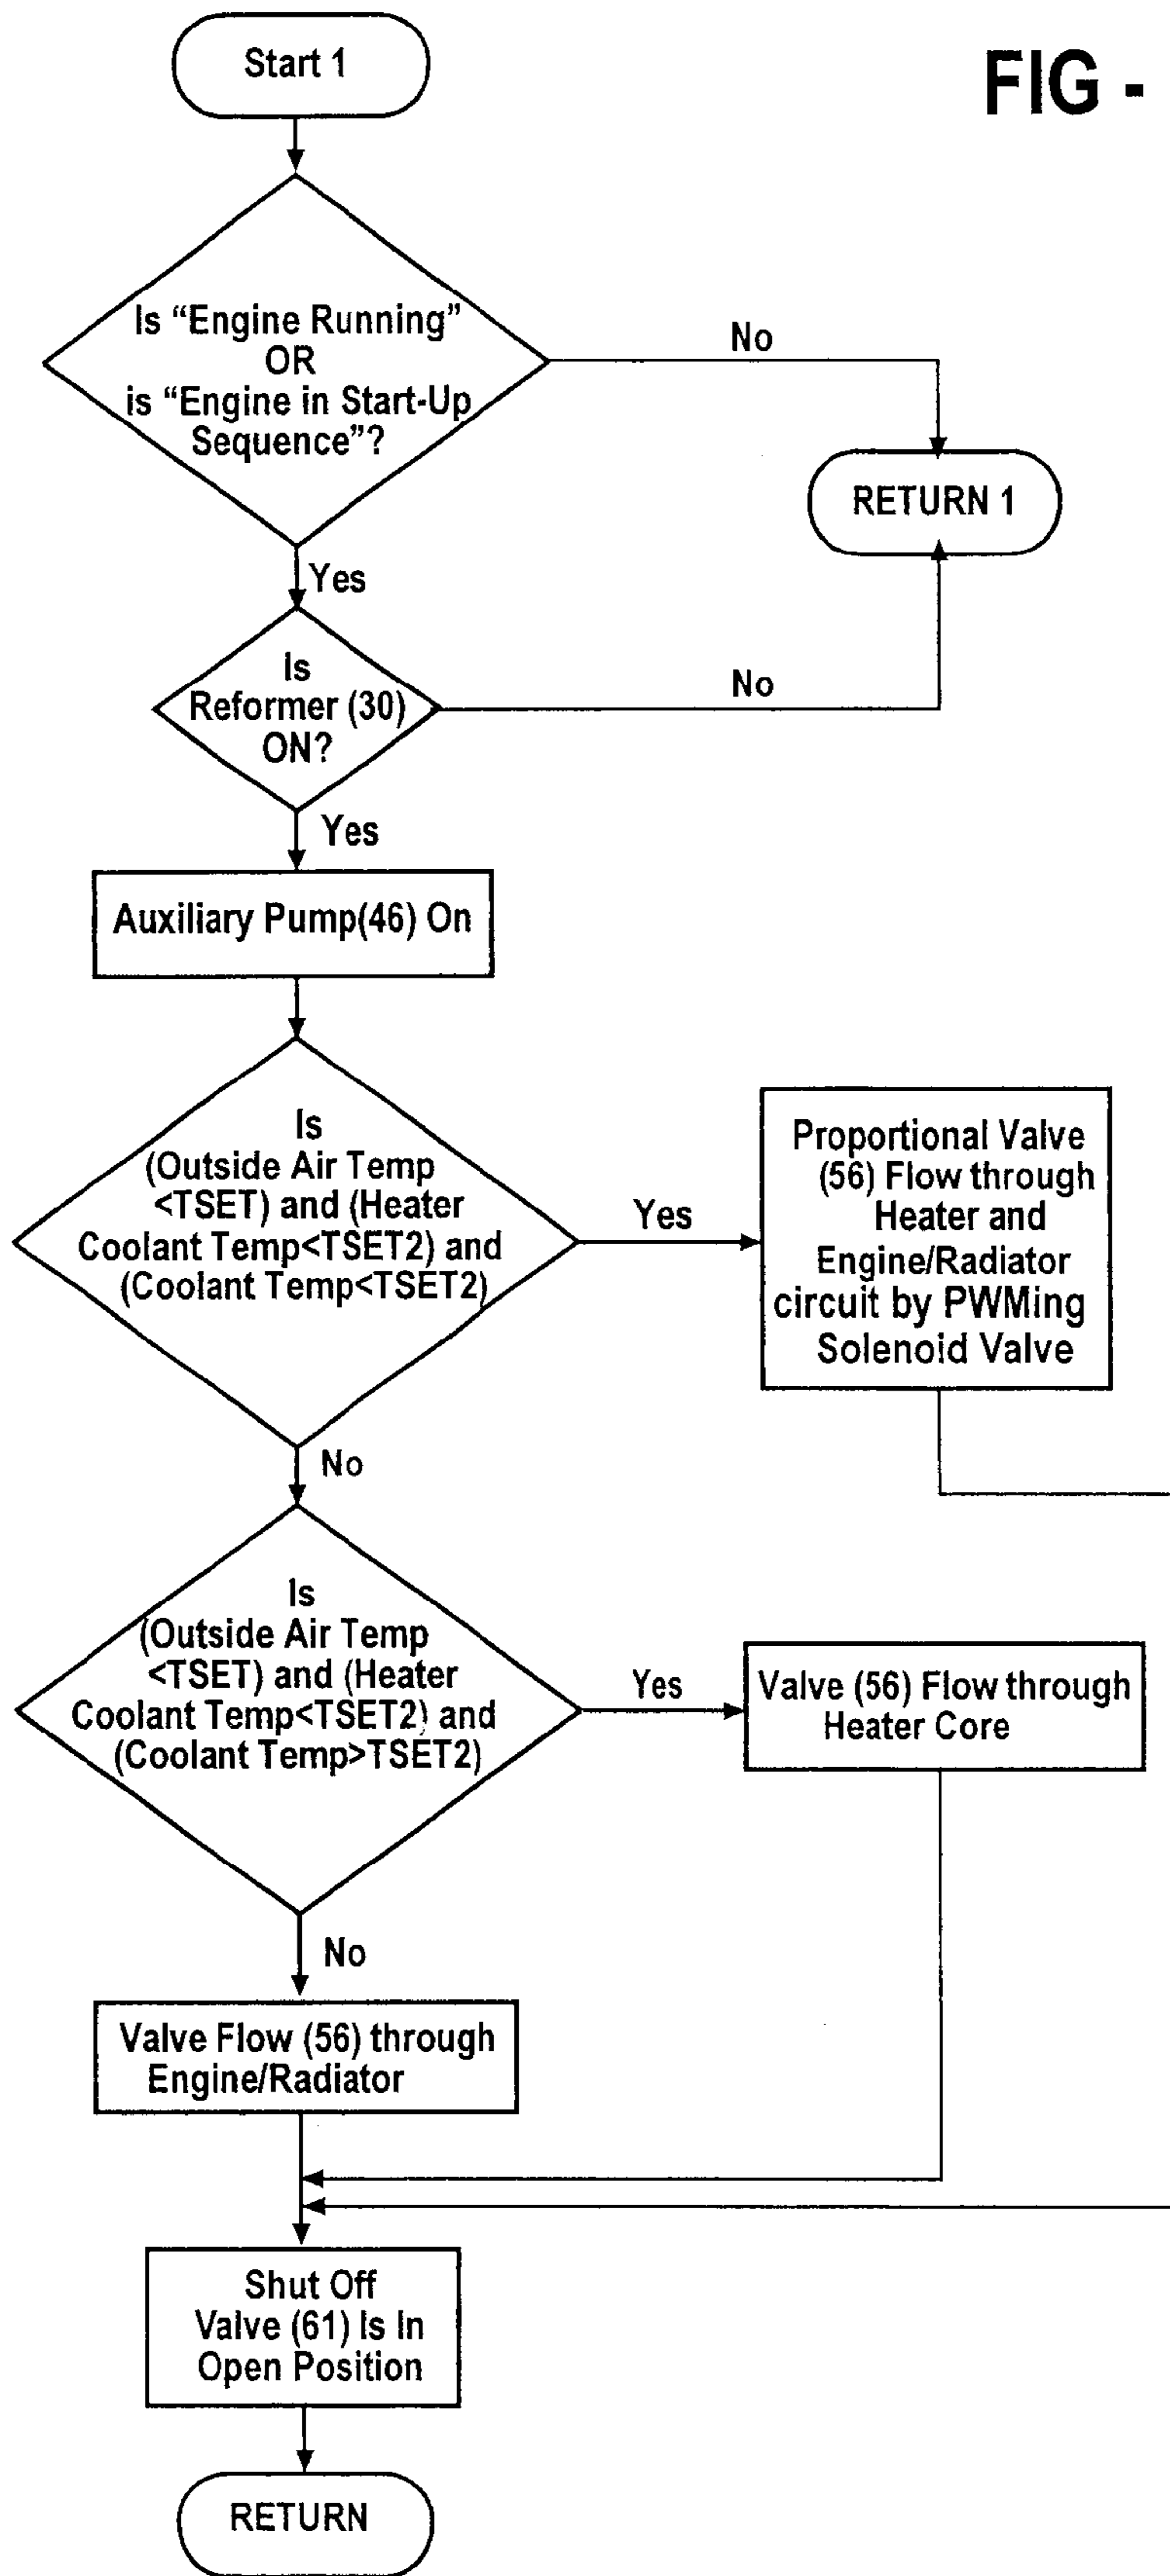 Start 1
FIG -
Is “Engine Running”
OR
is “Engine in Start-Up
Sequence”?
No
RETURN 1
Yes
Is
Reformer (30)
ON?
No
Yes
Auxiliary Pump(46) On
Is
(Outside Air Temp
<TSET) and (Heater
Coolant Temp<TSET2) and
(Coolant Temp<TSET2)
Yes
Proportional Valve
(56) Flow through
Heater and
Engine/Radiator
circuit by PWMing
Solenoid Valve
No
Is
(Outside Air Temp
<TSET) and (Heater
Coolant Temp<TSET2) and
(Coolant Temp>TSET2)
Yes
Valve (56) Flow through
Heater Core
No
Valve Flow (56) through
Engine/Radiator
Shut Off
Valve (61) Is In
Open Position
RETURN